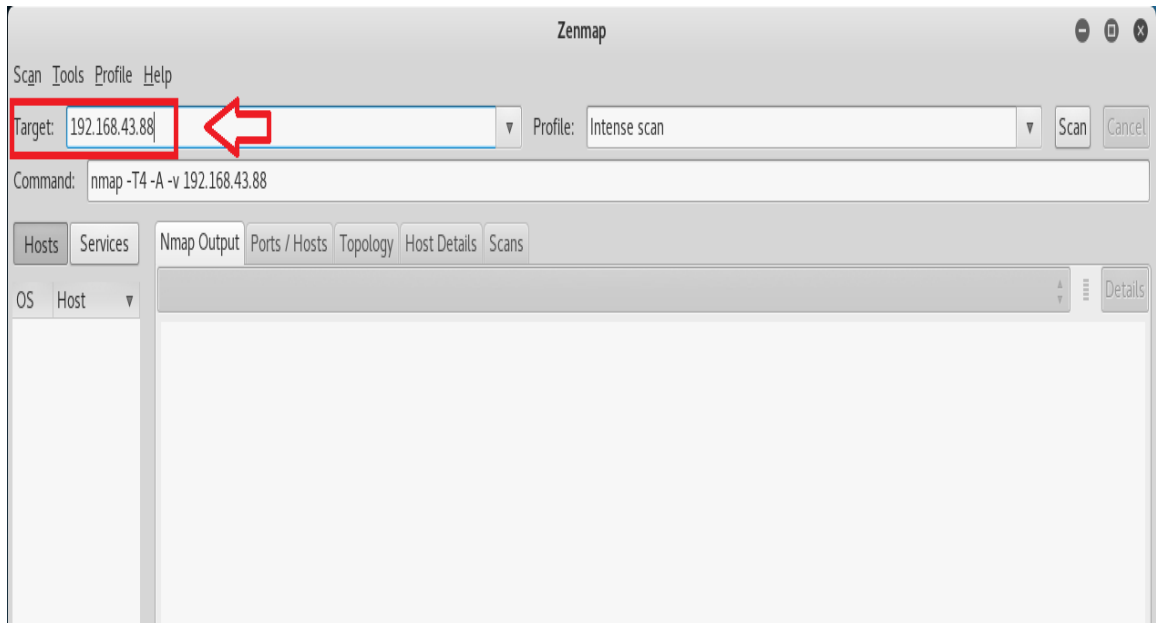 Zenmap
Scan Tools Profile Help
Target: 192.168.43.88 Profile: Intense scan Scan Cancel
Command: nmap -T4 -A -v 192.168.43.88
Hosts Services Nmap Output Ports / Hosts Topology Host Details Scans
Details
OS Host